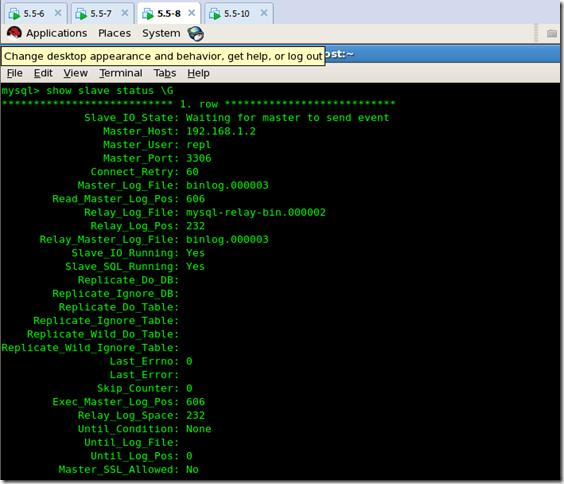 5.5-6 5.5-7 5.5-8 5.5-10
Applications Places System
Change desktop appearance and behavior, get help, or log out ost:~
File Edit View Terminal Tabs Help
mysql> show slave status \G
*************************** 1. row ***************************
Slave_IO_State: Waiting for master to send event
Master_Host: 192.168.1.2
Master_User: repl
Master_Port: 3306
Connect_Retry: 60
Master_Log_File: binlog.000003
Read_Master_Log_Pos: 606
Relay_Log_File: mysql-relay-bin.000002
Relay_Log_Pos: 232
Relay_Master_Log_File: binlog.000003
Slave_IO_Running: Yes
Slave_SQL_Running: Yes
Replicate_Do_DB:
Replicate_Ignore_DB:
Replicate_Do_Table:
Replicate_Ignore_Table:
Replicate_Wild_Do_Table:
Replicate_Wild_Ignore_Table:
Last_Errno: 0
Last_Error:
Skip_Counter: 0
Exec_Master_Log_Pos: 606
Relay_Log_Space: 232
Until_Condition: None
Until_Log_File:
Until_Log_Pos: 0
Master_SSL_Allowed: No